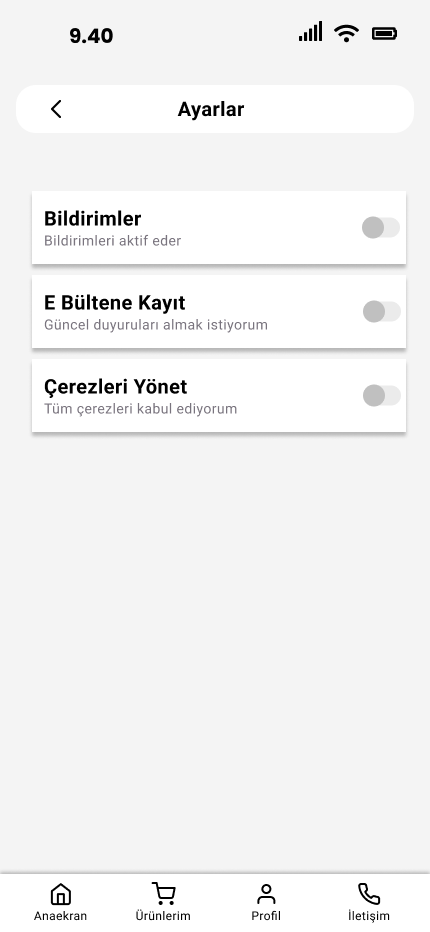 9.40
Ayarlar
Bildirimler
Bildirimleri aktif eder
E Bültene Kayıt
Güncel duyuruları almak istiyorum
Çerezleri Yönet
Tüm çerezleri kabul ediyorum
Anaekran Ürünlerim Profil İletişim